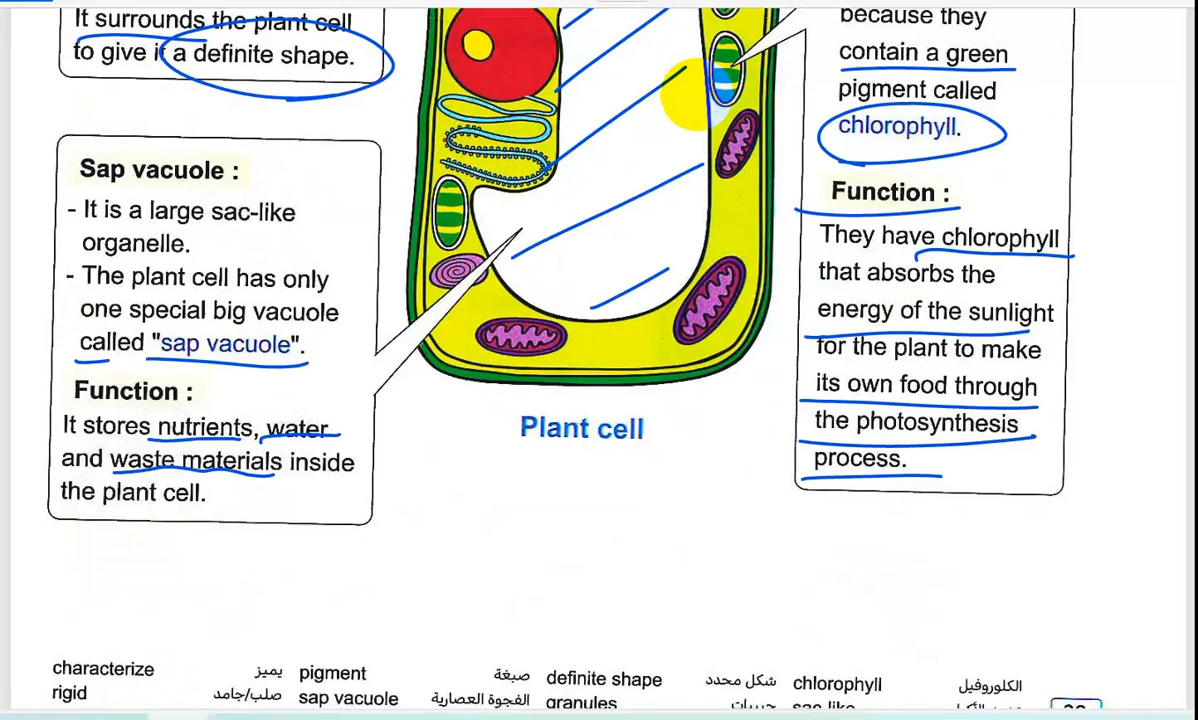 It surrounds the plant cell
to give it a definite shape.
Sap vacuole :
- It is a large sac-like
organelle.
- The plant cell has only
one special big vacuole
called "sap vacuole".
Function :
It stores nutrients, water
and waste materials inside
the plant cell.
Plant cell
because they
contain a green
pigment called
chlorophyll.
Function :
They have chlorophyll
that absorbs the
energy of the sunlight
for the plant to make
its own food through
the photosynthesis
process.
characterize يميز pigment صبغة definite shape شكل محدد chlorophyll الكلوروفيل
rigid صلب/جامد sap vacuole الفجوة العصارية granules حبيبات sac-like